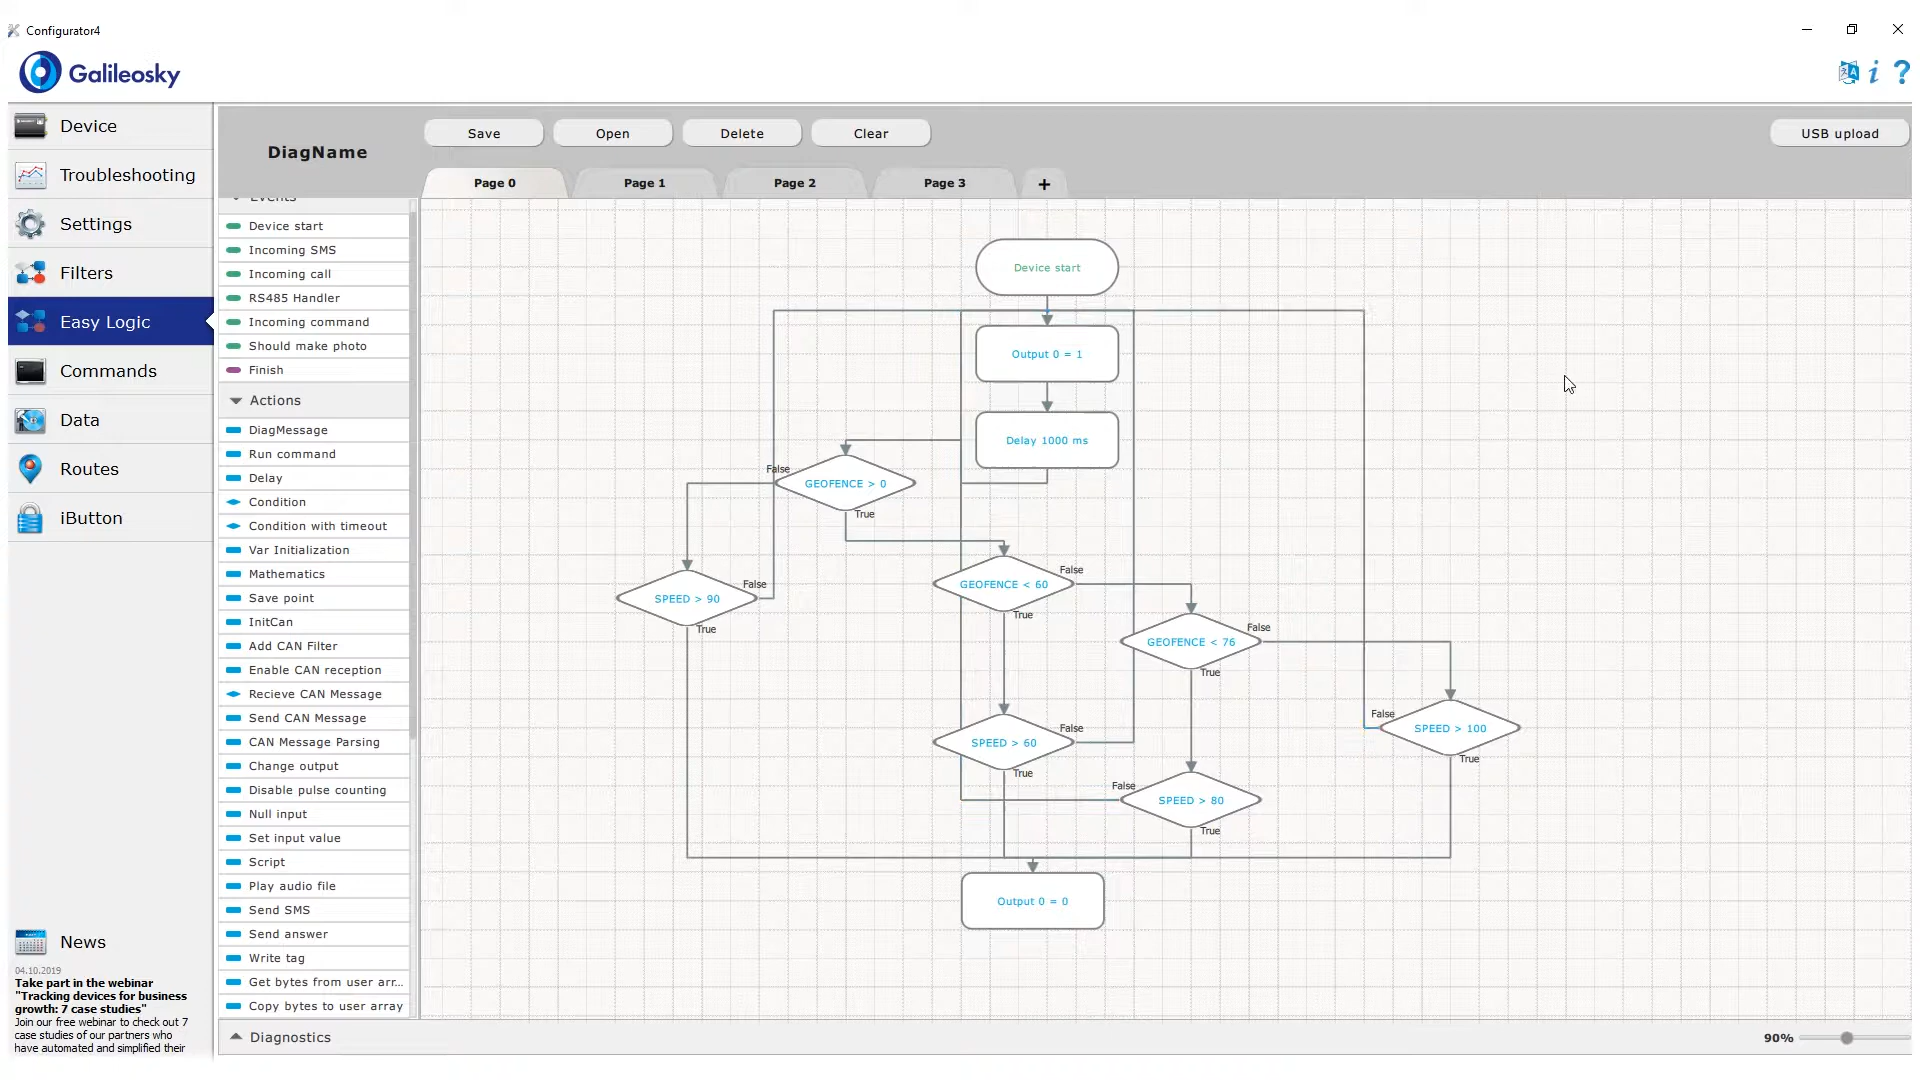 Configurator4
Galileosky
Device
Troubleshooting
Settings
Filters
Easy Logic
Commands
Data
Routes
iButton
News
04.10.2019
Take part in the webinar
"Tracking devices for business
growth: 7 case studies"
Join our free webinar to check out 7
case studies of our partners who
have automated and simplified their
DiagName
Save
Open
Delete
Clear
USB upload
Page 0
Page 1
Page 2
Page 3
+
Events
Device start
Incoming SMS
Incoming call
RS485 Handler
Incoming command
Should make photo
Finish
Actions
DiagMessage
Run command
Delay
Condition
Condition with timeout
Var Initialization
Mathematics
Save point
InitCan
Add CAN Filter
Enable CAN reception
Recieve CAN Message
Send CAN Message
CAN Message Parsing
Change output
Disable pulse counting
Null input
Set input value
Script
Play audio file
Send SMS
Send answer
Write tag
Get bytes from user arr...
Copy bytes to user array
Device start
Output 0 = 1
Delay 1000 ms
False
GEOFENCE > 0
True
False
GEOFENCE < 60
True
False
SPEED > 90
True
False
GEOFENCE < 76
True
False
SPEED > 100
True
False
SPEED > 60
True
False
SPEED > 80
True
Output 0 = 0
Diagnostics
90%